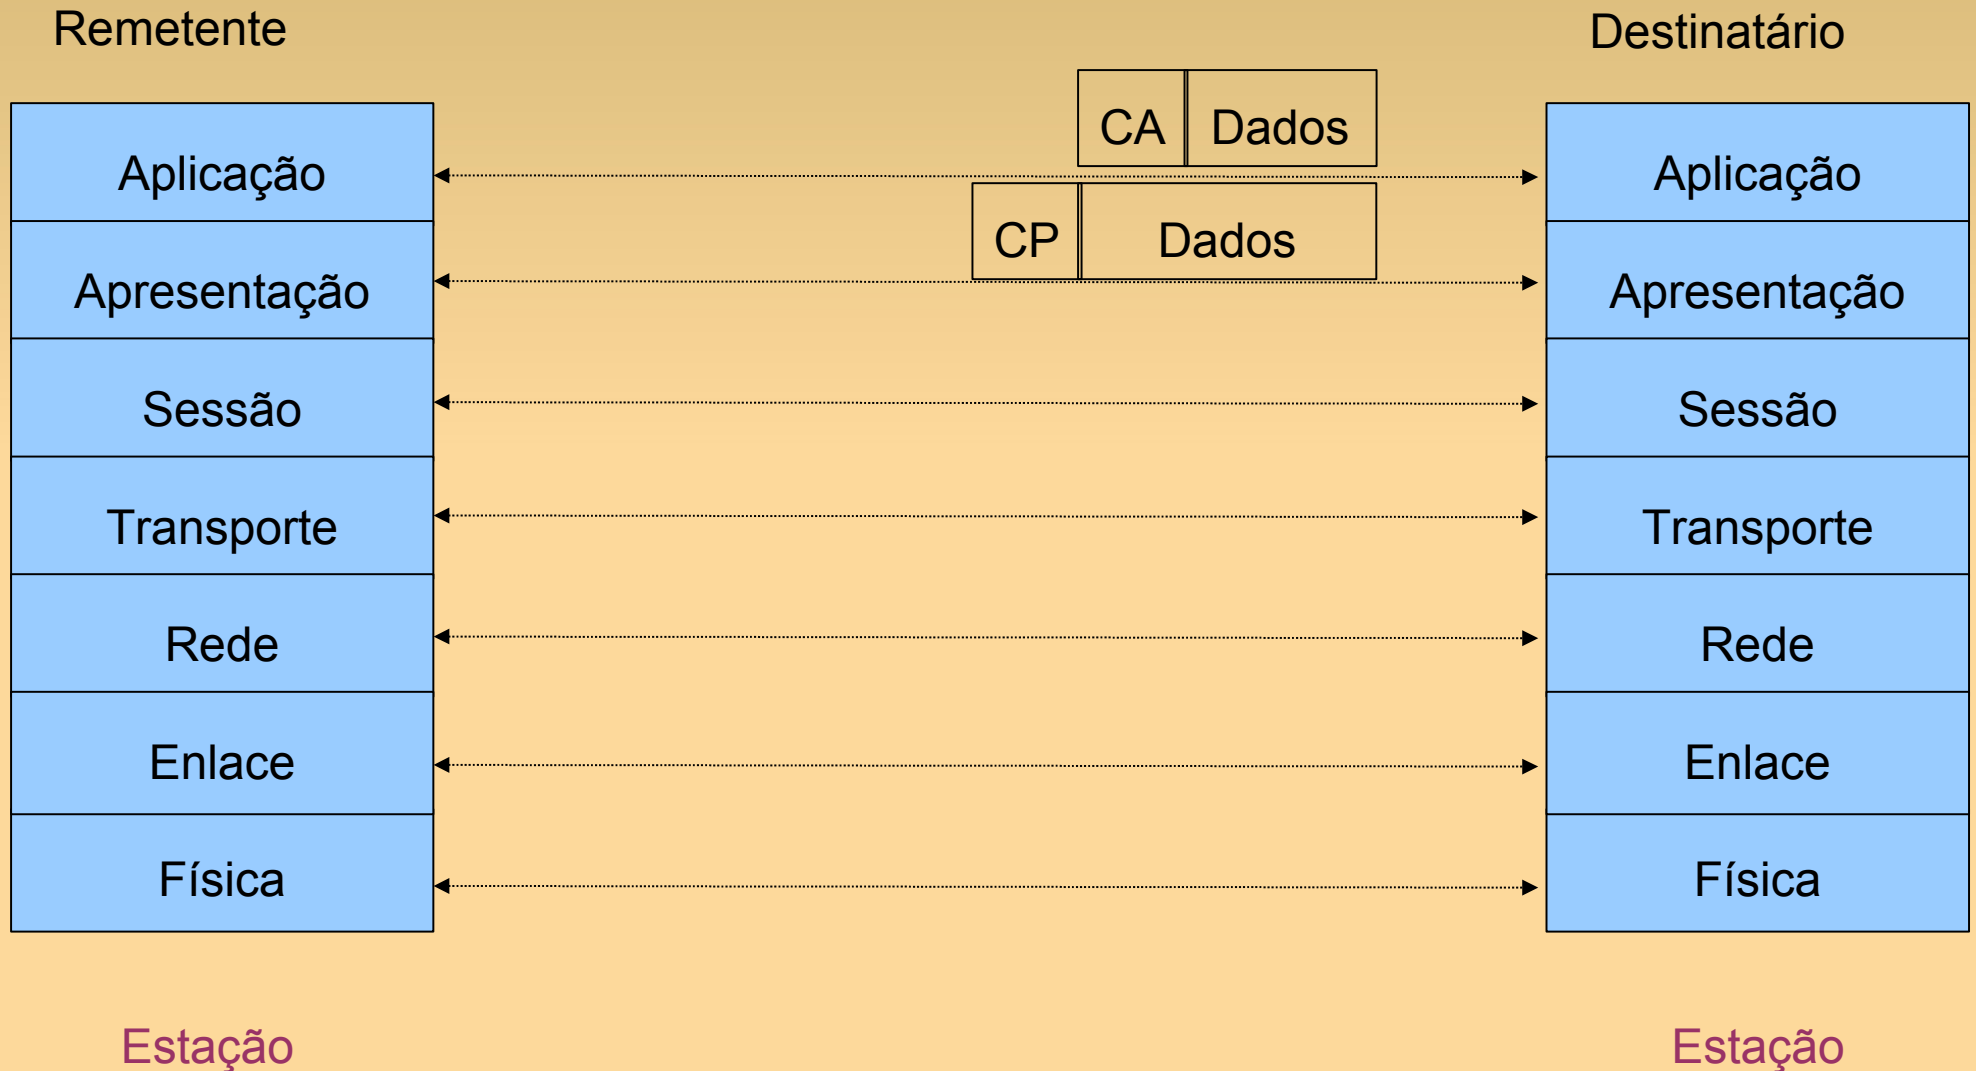 Remetente
Destinatário
CA Dados
Aplicação
Aplicação
CP Dados
Apresentação
Apresentação
Sessão
Sessão
Transporte
Transporte
Rede
Rede
Enlace
Enlace
Física
Física
Estação
Estação